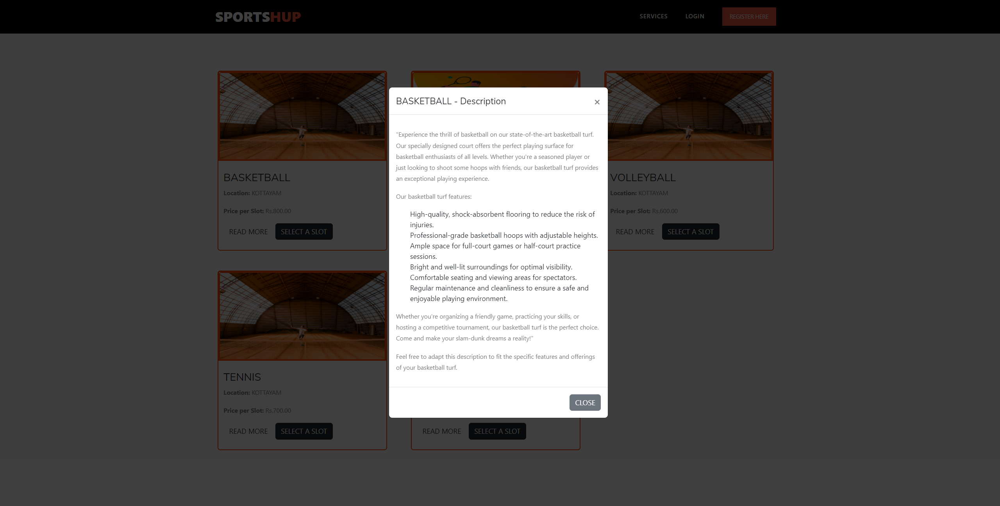 SPORTSHUP
SERVICES
LOGIN
REGISTER HERE
BASKETBALL - Description
×
"Experience the thrill of basketball on our state-of-the-art basketball turf.
Our specially designed court offers the perfect playing surface for
basketball enthusiasts of all levels. Whether you're a seasoned player or
just looking to shoot some hoops with friends, our basketball turf provides
an exceptional playing experience.
Our basketball turf features:
High-quality, shock-absorbent flooring to reduce the risk of
injuries.
Professional-grade basketball hoops with adjustable heights.
Ample space for full-court games or half-court practice
sessions.
Bright and well-lit surroundings for optimal visibility.
Comfortable seating and viewing areas for spectators.
Regular maintenance and cleanliness to ensure a safe and
enjoyable playing environment.
Whether you're organizing a friendly game, practicing your skills, or
hosting a competitive tournament, our basketball turf is the perfect choice.
Come and make your slam-dunk dreams a reality!"
Feel free to adapt this description to fit the specific features and offerings
of your basketball turf.
CLOSE
BASKETBALL
Location: KOTTAYAM
Price per Slot: Rs.800.00
READ MORE
SELECT A SLOT
VOLLEYBALL
Location: KOTTAYAM
Price per Slot: Rs.600.00
READ MORE
SELECT A SLOT
TENNIS
Location: KOTTAYAM
Price per Slot: Rs.700.00
READ MORE
SELECT A SLOT
READ MORE
SELECT A SLOT